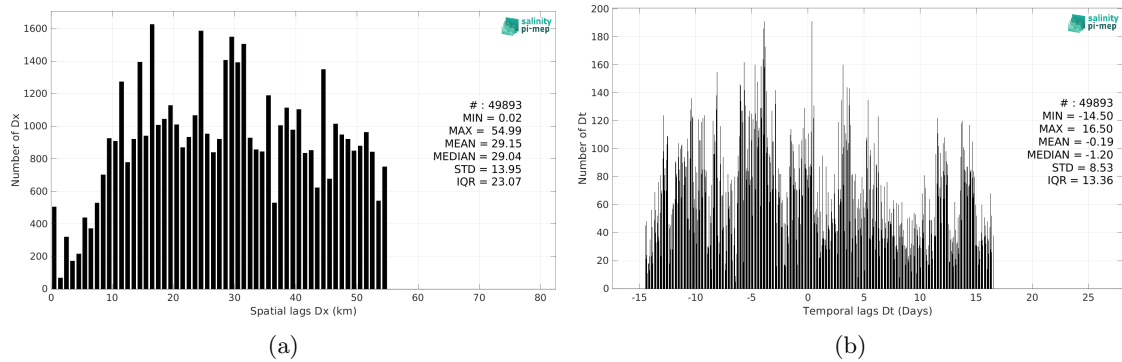 1600
1400
1200
1000
800
600
400
200
0
Number of Dx
0 10 20 30 40 50 60 70 80
Spatial lags Dx (km)
salinity
pi-mep
# : 49893
MIN = 0.02
MAX = 54.99
MEAN = 29.15
MEDIAN = 29.04
STD = 13.95
IQR = 23.07
(a)
200
180
160
140
120
100
80
60
40
20
0
Number of Dt
-15 -10 -5 0 5 10 15 20 25
Temporal lags Dt (Days)
salinity
pi-mep
# : 49893
MIN = -14.50
MAX = 16.50
MEAN = -0.19
MEDIAN = -1.20
STD = 8.53
IQR = 13.36
(b)